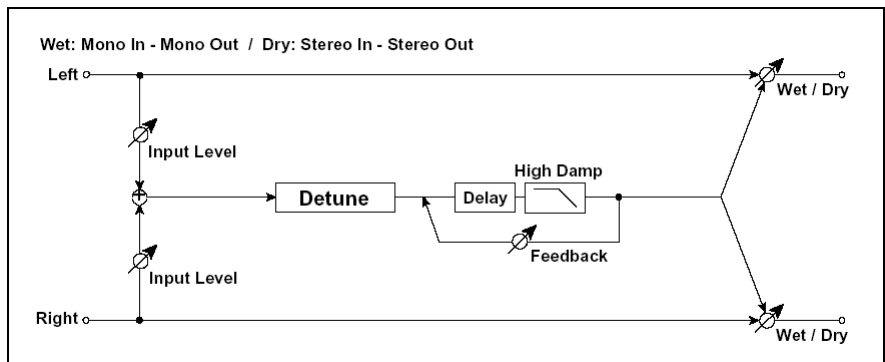 Wet: Mono In - Mono Out / Dry: Stereo In - Stereo Out
Left
Wet / Dry
Input Level
High Damp
Detune
Delay
Feedback
Input Level
Right
Wet / Dry